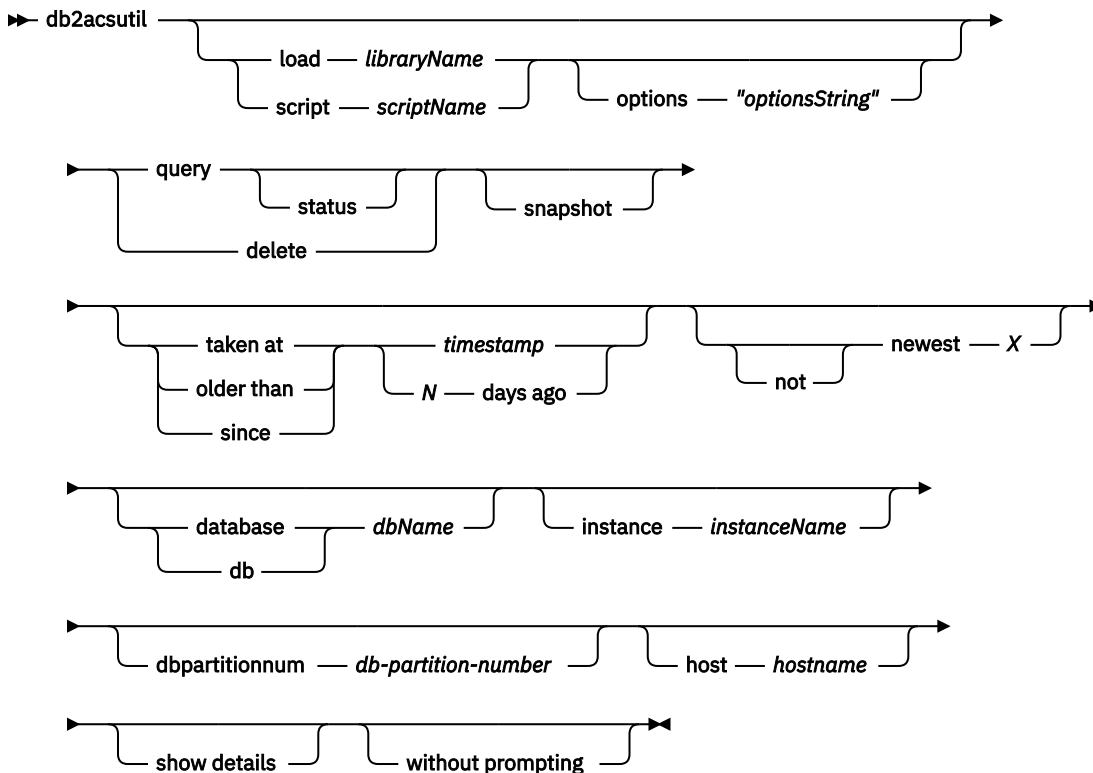 db2acsutil
load libraryName
script scriptName
options "optionsString"
query
status
delete
snapshot
taken at timestamp
older than
since
N days ago
newest X
not
database dbName
db
instance instanceName
dbpartitionnum db-partition-number
host hostname
show details
without prompting